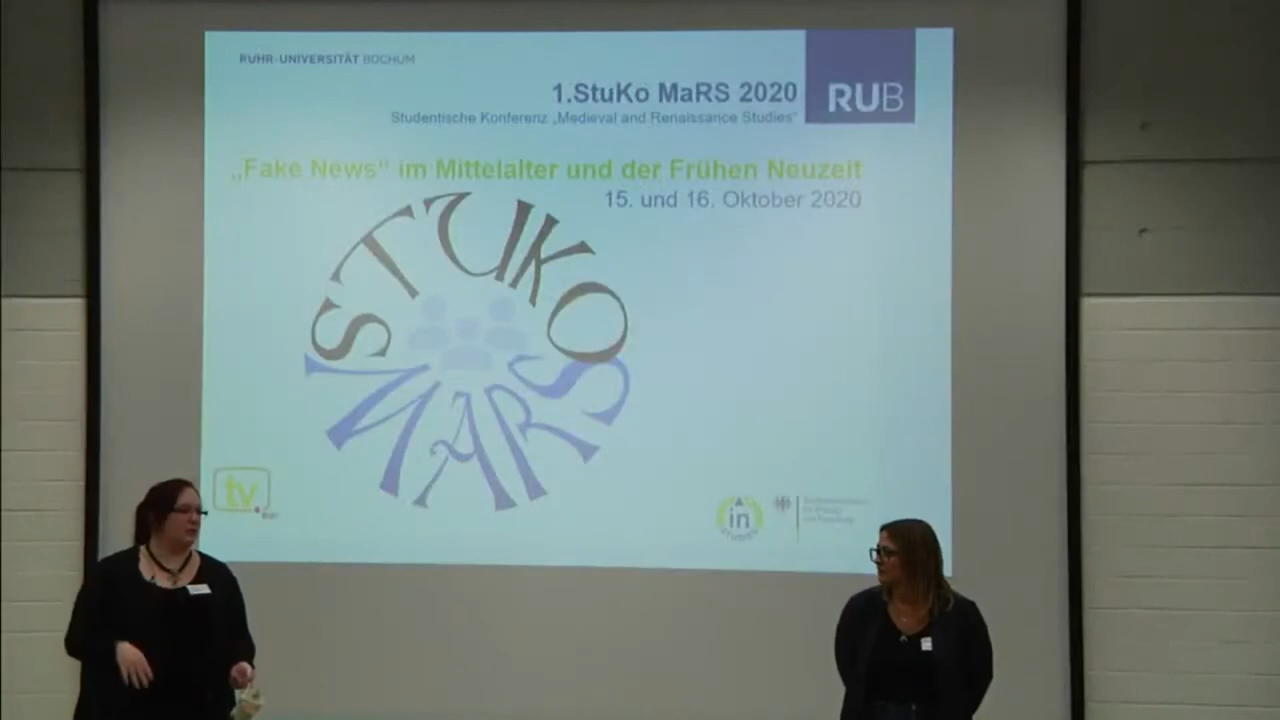 RUHR-UNIVERSITÄT BOCHUM
1.StuKo MaRS 2020
RUB
Studentische Konferenz „Medieval and Renaissance Studies"
„Fake News" im Mittelalter und der Frühen Neuzeit
15. und 16. Oktober 2020
STUKO
MARS
tv
in
STUDIES